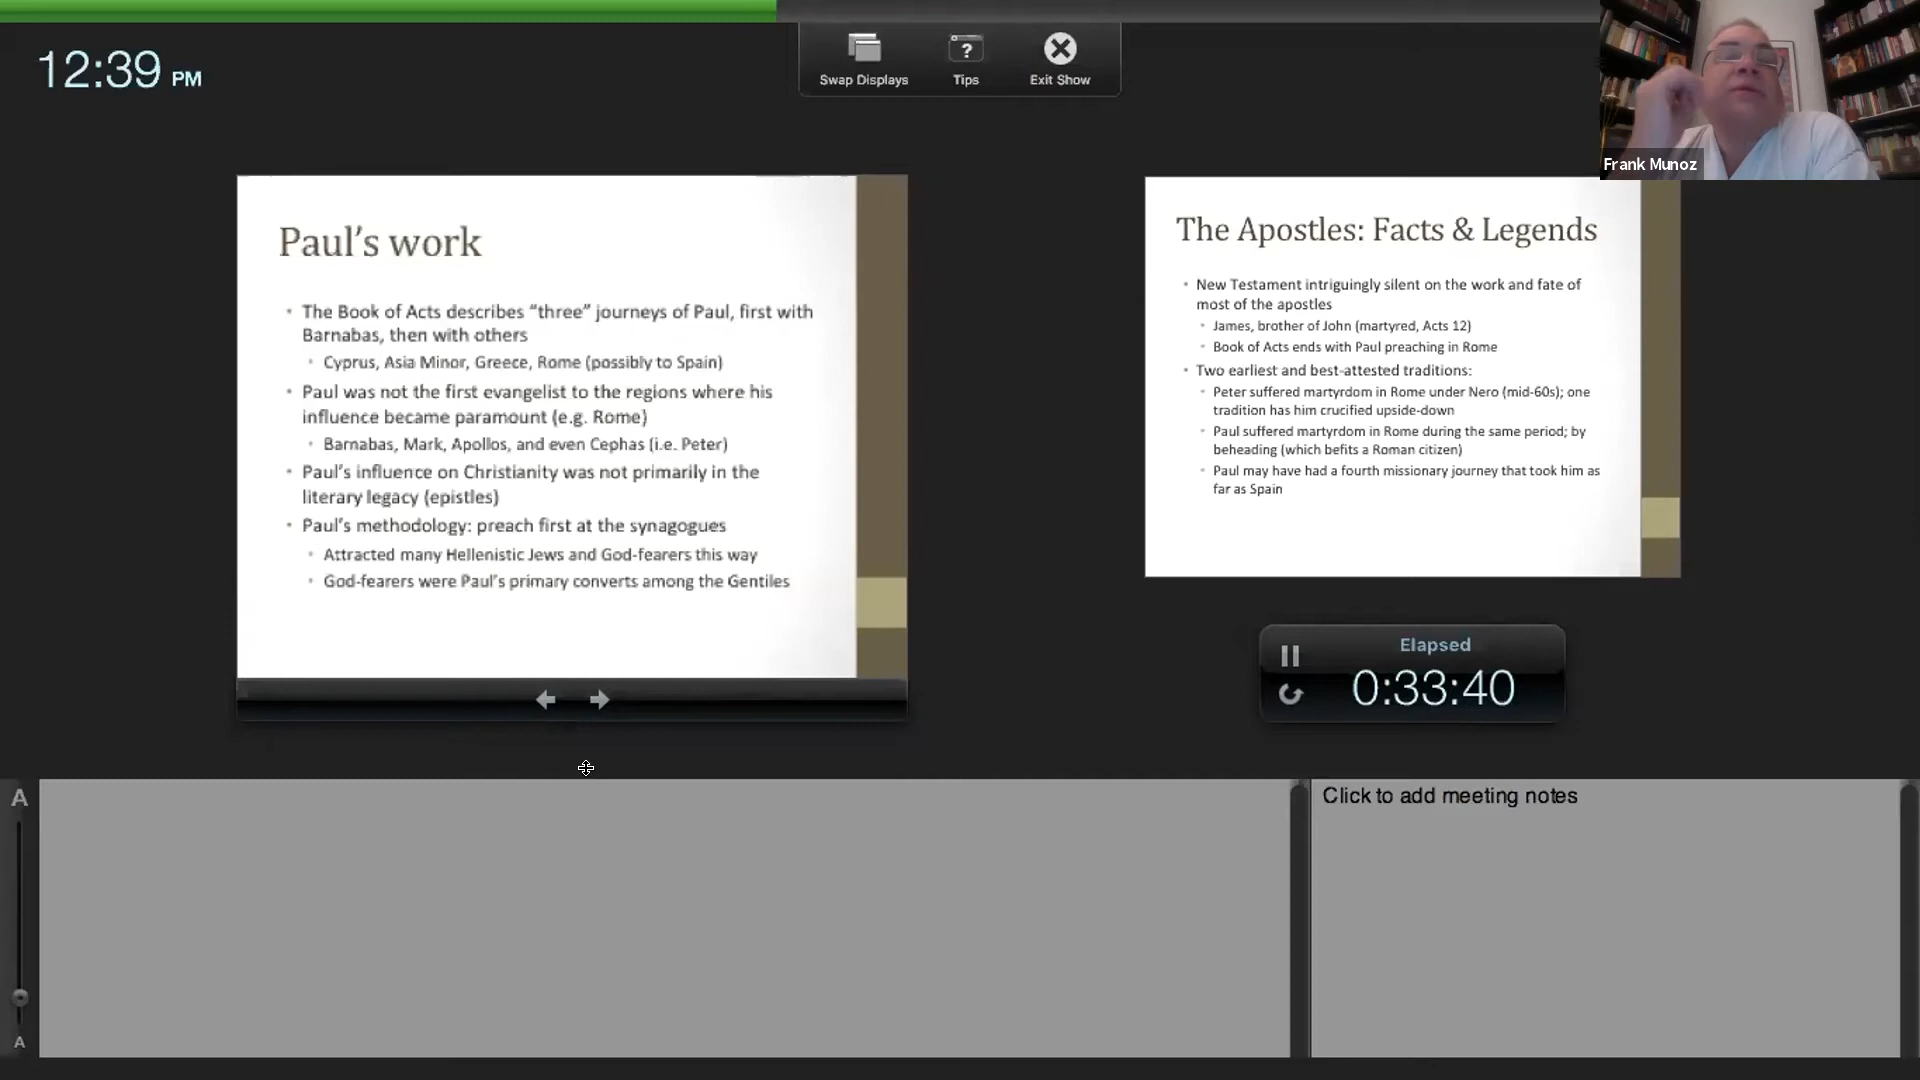 12:39 PM
Swap Displays
Tips
Exit Show
Frank Munoz
Paul's work
• The Book of Acts describes “three” journeys of Paul, first with
Barnabas, then with others
• Cyprus, Asia Minor, Greece, Rome (possibly to Spain)
• Paul was not the first evangelist to the regions where his
influence became paramount (e.g. Rome)
• Barnabas, Mark, Apollos, and even Cephas (i.e. Peter)
• Paul's influence on Christianity was not primarily in the
literary legacy (epistles)
• Paul's methodology: preach first at the synagogues
• Attracted many Hellenistic Jews and God-fearers this way
• God-fearers were Paul's primary converts among the Gentiles
The Apostles: Facts & Legends
• New Testament intriguingly silent on the work and fate of
most of the apostles
• James, brother of John (martyred, Acts 12)
• Book of Acts ends with Paul preaching in Rome
• Two earliest and best-attested traditions:
• Peter suffered martyrdom in Rome under Nero (mid-60s); one
tradition has him crucified upside-down
• Paul suffered martyrdom in Rome during the same period; by
beheading (which befits a Roman citizen)
• Paul may have had a fourth missionary journey that took him as
far as Spain
Elapsed
0:33:40
A
A
Click to add meeting notes